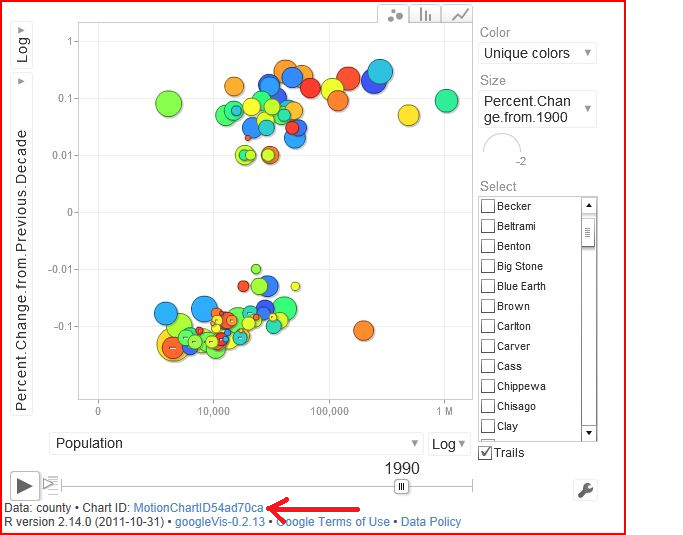 Color
Unique colors
Size
Percent.Chan
ge.from.1900
-2
Select
Becker
Beltrami
Benton
Big Stone
Blue Earth
Brown
Carlton
Carver
Cass
Chippewa
Chisago
Clay
Trails
Log
Percent.Change.from.Previous.Decade
1
0.1
0.01
0
-0.01
-0.1
0
10,000
100,000
1 M
Population
Log
1990
Data: county • Chart ID: MotionChartID54ad70ca
R version 2.14.0 (2011-10-31) • googleVis-0.2.13 • Google Terms of Use • Data Policy